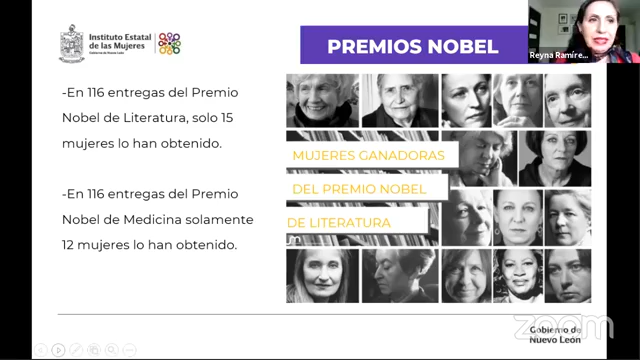 Instituto Estatal
de las Mujeres
PREMIOS NOBEL
Reyna Ramíre...
-En 116 entregas del Premio
Nobel de Literatura, solo 15
mujeres lo han obtenido.
-En 116 entregas del Premio
Nobel de Medicina solamente
12 mujeres lo han obtenido.
MUJERES GANADORAS
DEL PREMIO NOBEL
DE LITERATURA
Gobierno de
Nuevo León
zoom